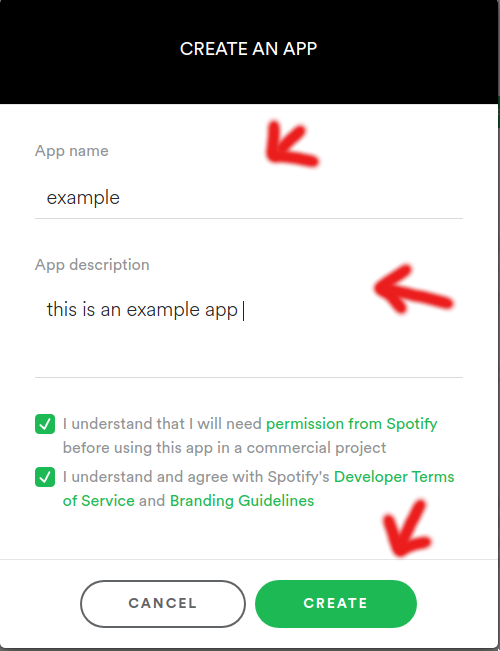 CREATE AN APP
App name
example
App description
this is an example app
I understand that I will need permission from Spotify
before using this app in a commercial project
I understand and agree with Spotify's Developer Terms
of Service and Branding Guidelines
CANCEL
CREATE